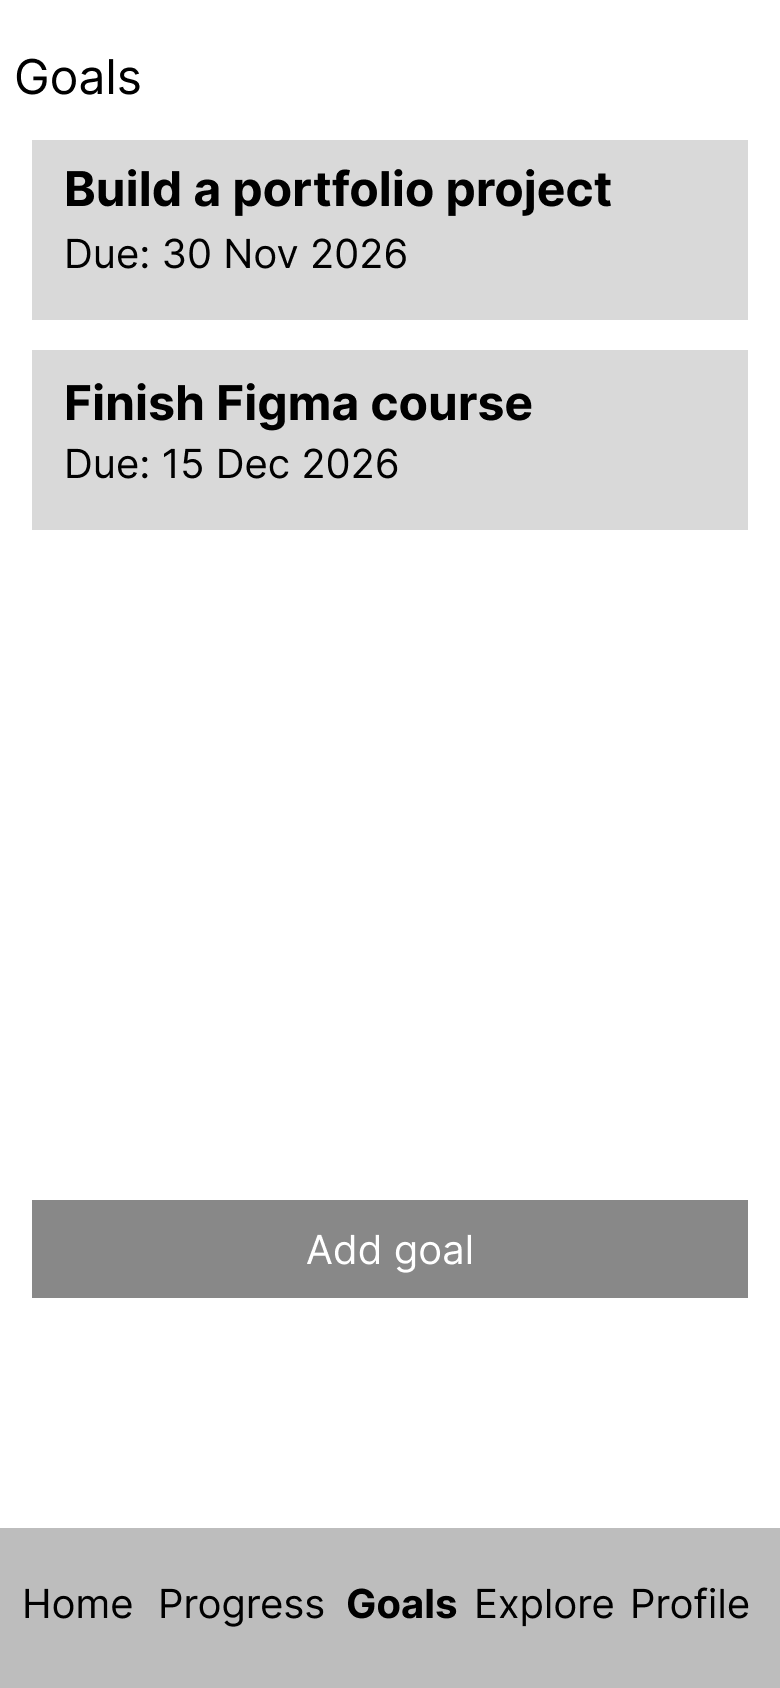 Goals
Build a portfolio project
Due: 30 Nov 2026
Finish Figma course
Due: 15 Dec 2026
Add goal
Home Progress Goals Explore Profile